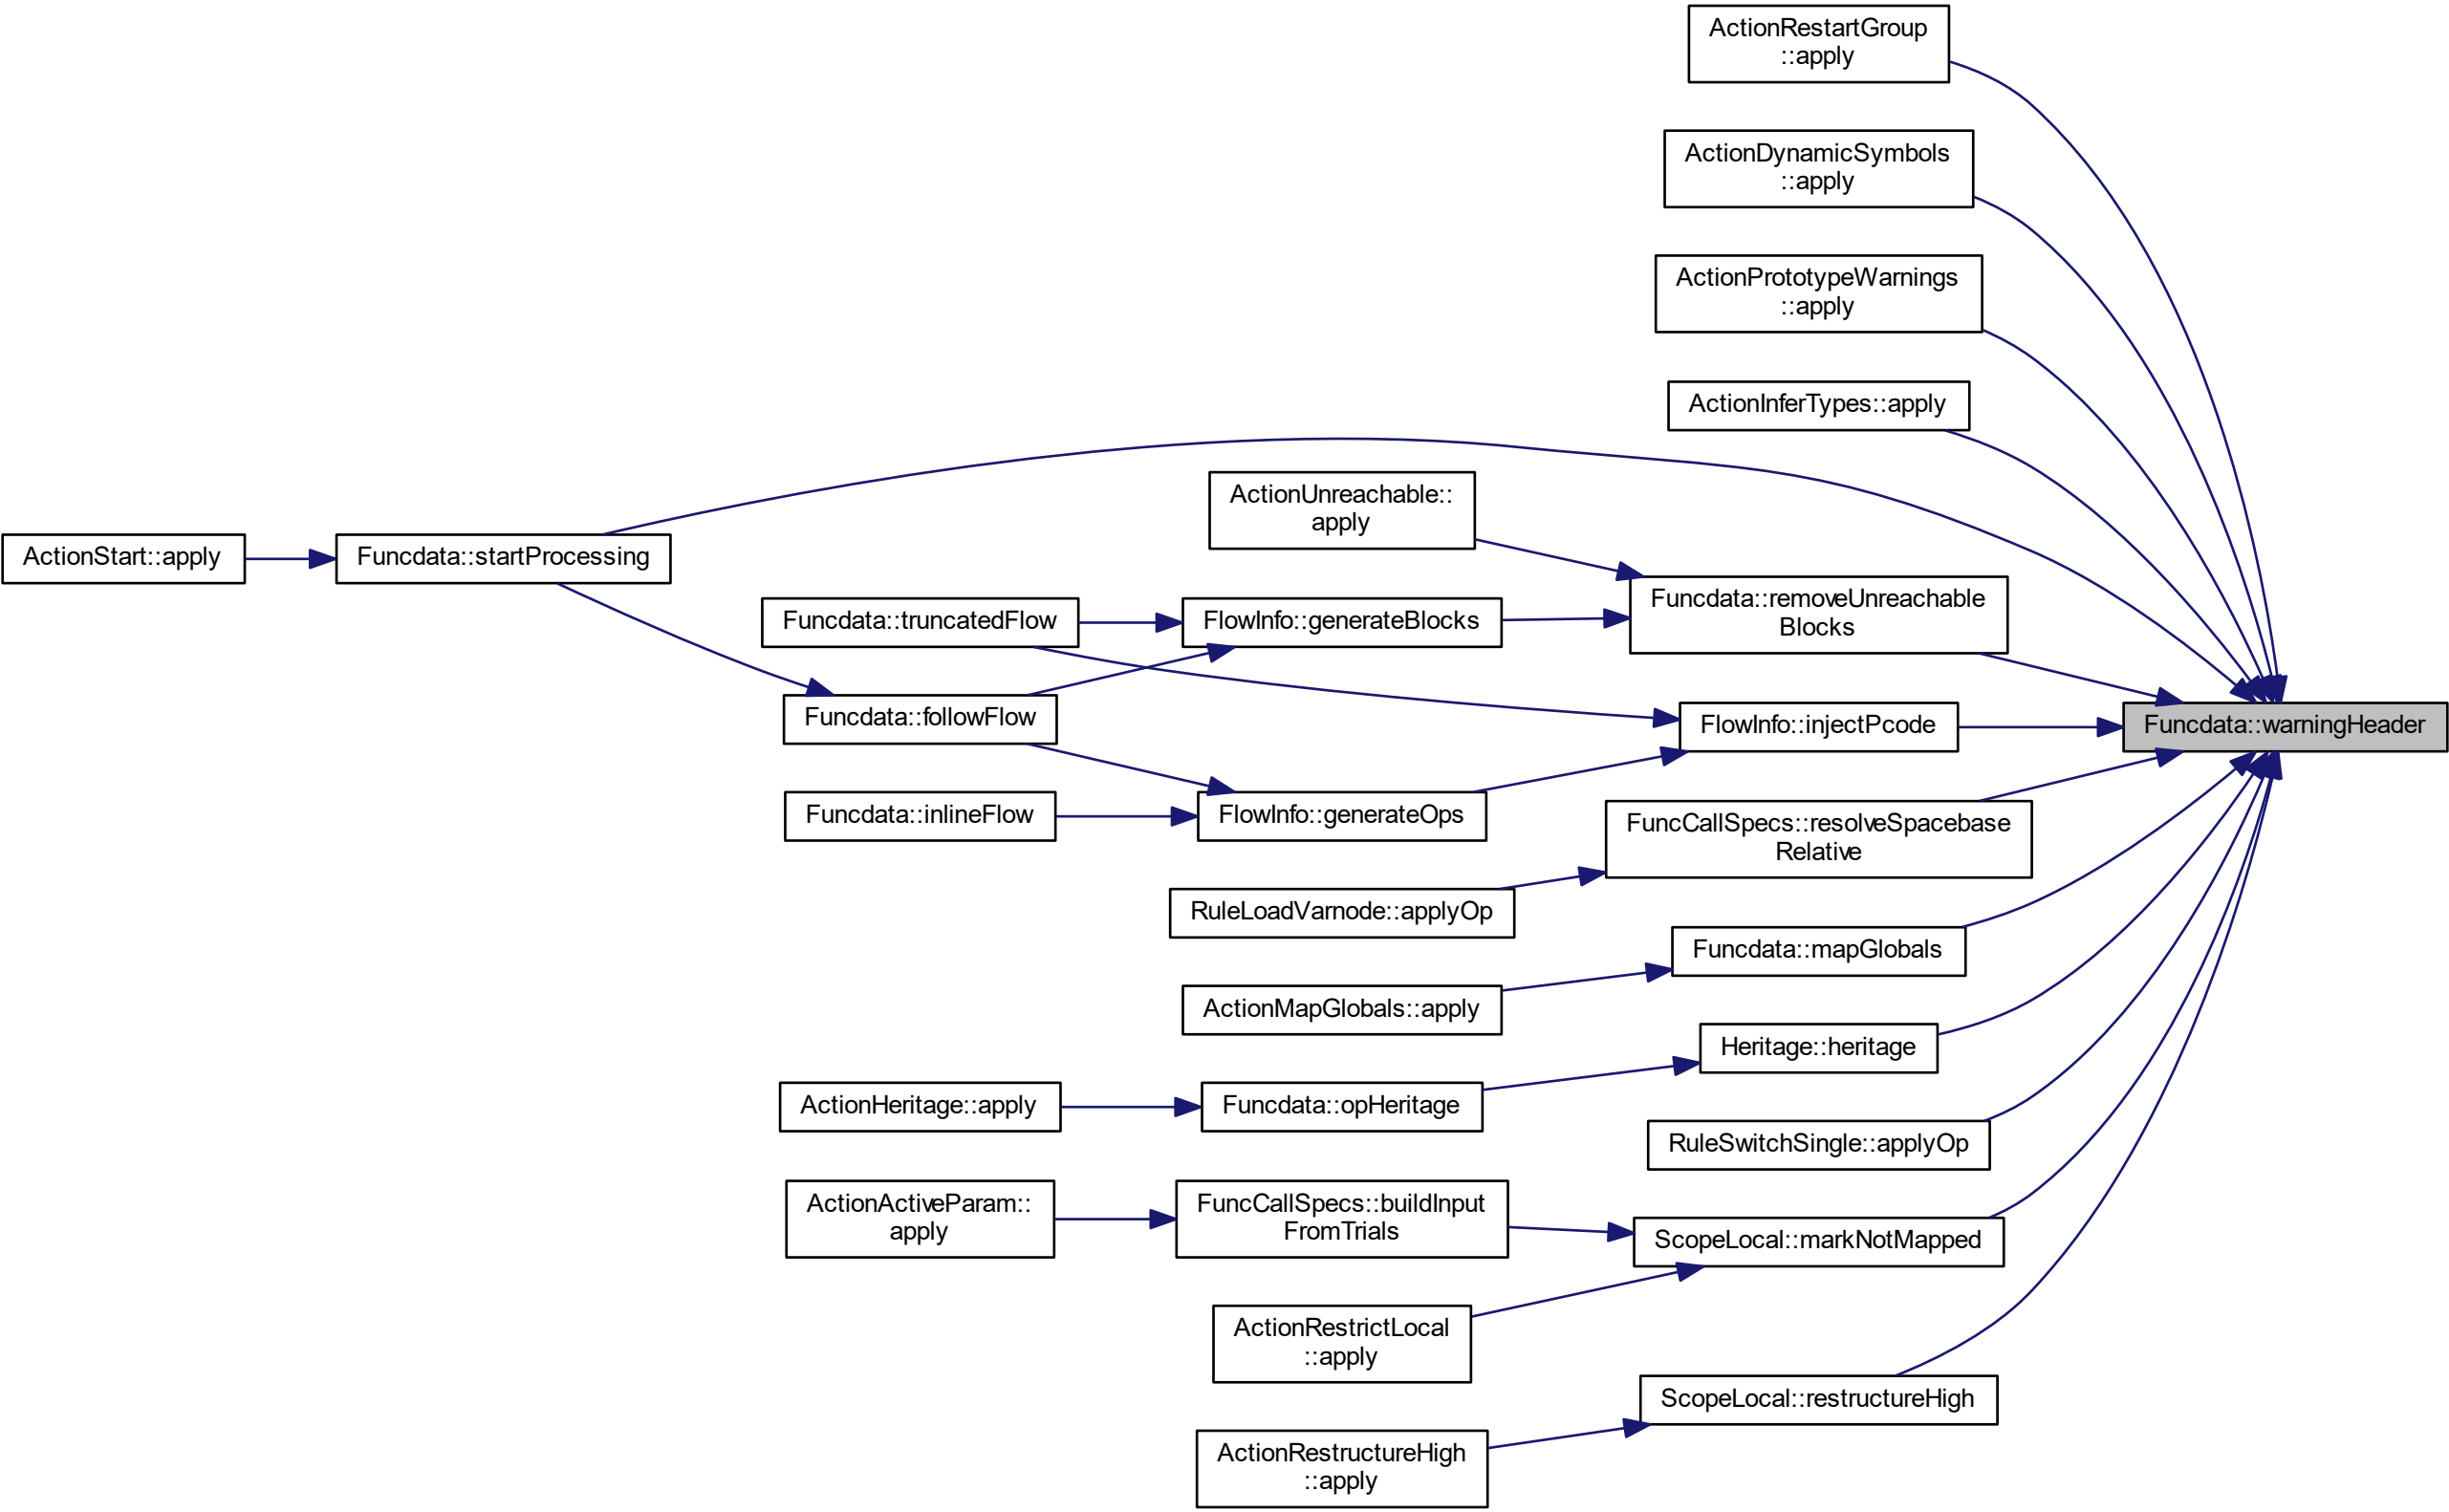 ActionRestartGroup
::apply
ActionDynamicSymbols
::apply
ActionPrototypeWarnings
::apply
ActionInferTypes::apply
ActionUnreachable::
apply
ActionStart::apply
Funcdata::startProcessing
Funcdata::truncatedFlow
FlowInfo::generateBlocks
Funcdata::removeUnreachable
Blocks
Funcdata::followFlow
FlowInfo::injectPcode
Funcdata::warningHeader
Funcdata::inlineFlow
FlowInfo::generateOps
FuncCallSpecs::resolveSpacebase
Relative
RuleLoadVarnode::applyOp
Funcdata::mapGlobals
ActionMapGlobals::apply
Heritage::heritage
ActionHeritage::apply
Funcdata::opHeritage
RuleSwitchSingle::applyOp
ActionActiveParam::
apply
FuncCallSpecs::buildInput
FromTrials
ScopeLocal::markNotMapped
ActionRestrictLocal
::apply
ScopeLocal::restructureHigh
ActionRestructureHigh
::apply